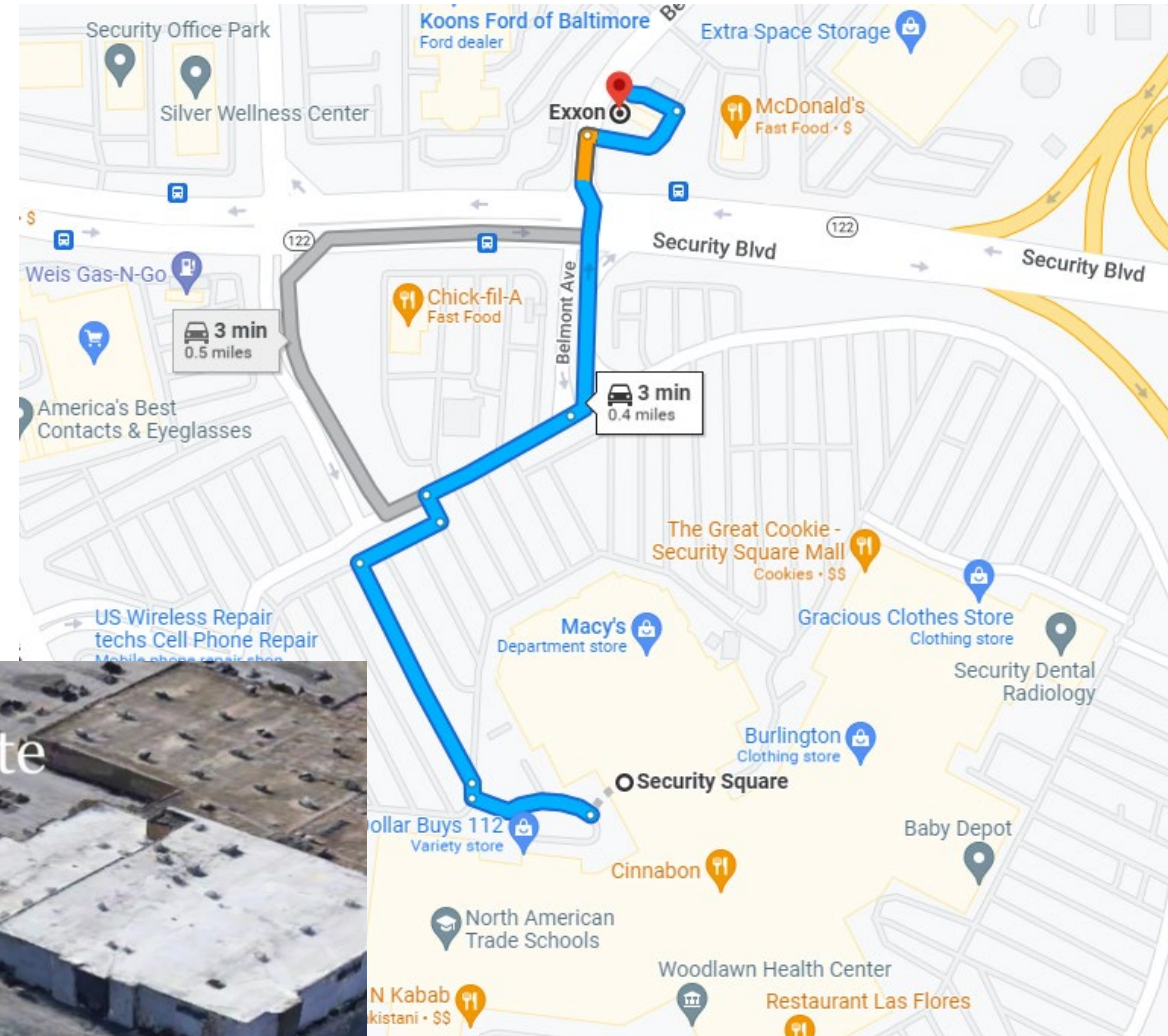 Koons Ford of Baltimore
Ford dealer
Security Office Park
Extra Space Storage
Silver Wellness Center
Exxon
McDonald's
Fast Food • $
$
122
122
Security Blvd
Security Blvd
Weis Gas-N-Go
Chick-fil-A
Fast Food
Belmont Ave
3 min
0.5 miles
3 min
0.4 miles
America's Best
Contacts & Eyeglasses
The Great Cookie -
Security Square Mall
Cookies • $$
US Wireless Repair
techs Cell Phone Repair
Mobile phone repair shop
Macy's
Department store
Gracious Clothes Store
Clothing store
Security Dental
Radiology
te
Burlington
Clothing store
Security Square
Dollar Buys 112
Variety store
Baby Depot
Cinnabon
North American
Trade Schools
Woodlawn Health Center
N Kabab
kistani • $$
Restaurant Las Flores